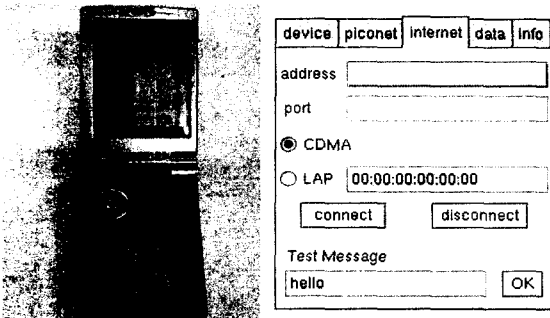 device piconet internet data info
address
port
CDMA
LAP 00:00:00:00:00:00
connect disconnect
Test Message
hello OK